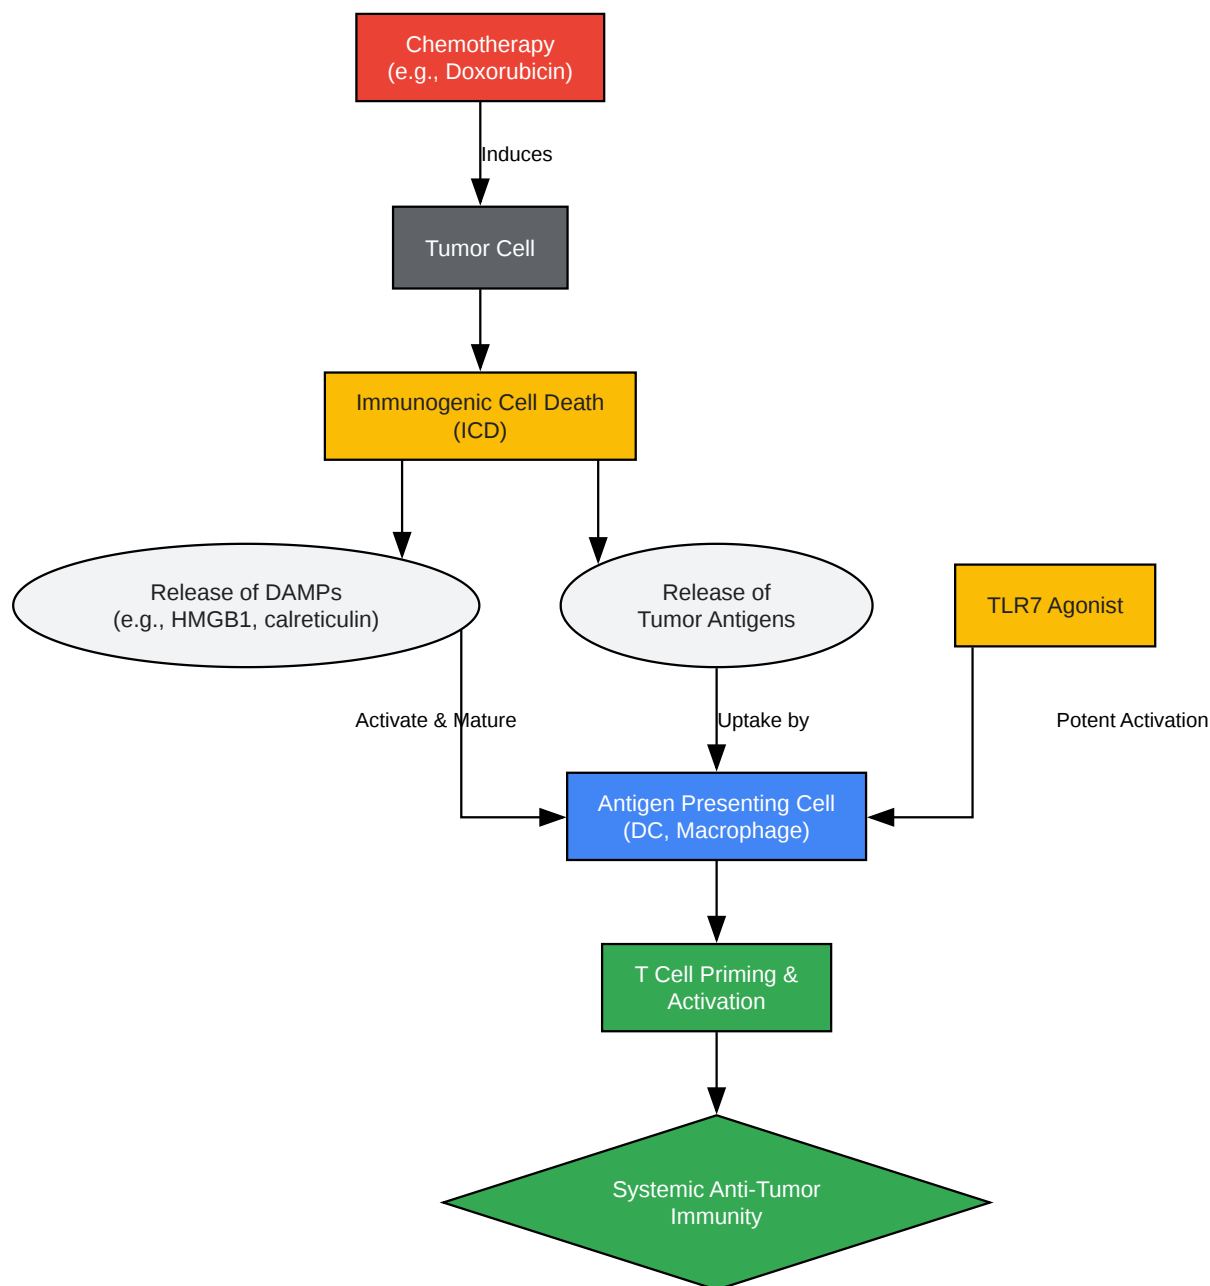 Chemotherapy
(e.g., Doxorubicin)
Induces
Tumor Cell
Immunogenic Cell Death
(ICD)
Release of DAMPs
(e.g., HMGB1, calreticulin)
Release of
Tumor Antigens
TLR7 Agonist
Activate & Mature
Uptake by
Potent Activation
Antigen Presenting Cell
(DC, Macrophage)
T Cell Priming &
Activation
Systemic Anti-Tumor
Immunity